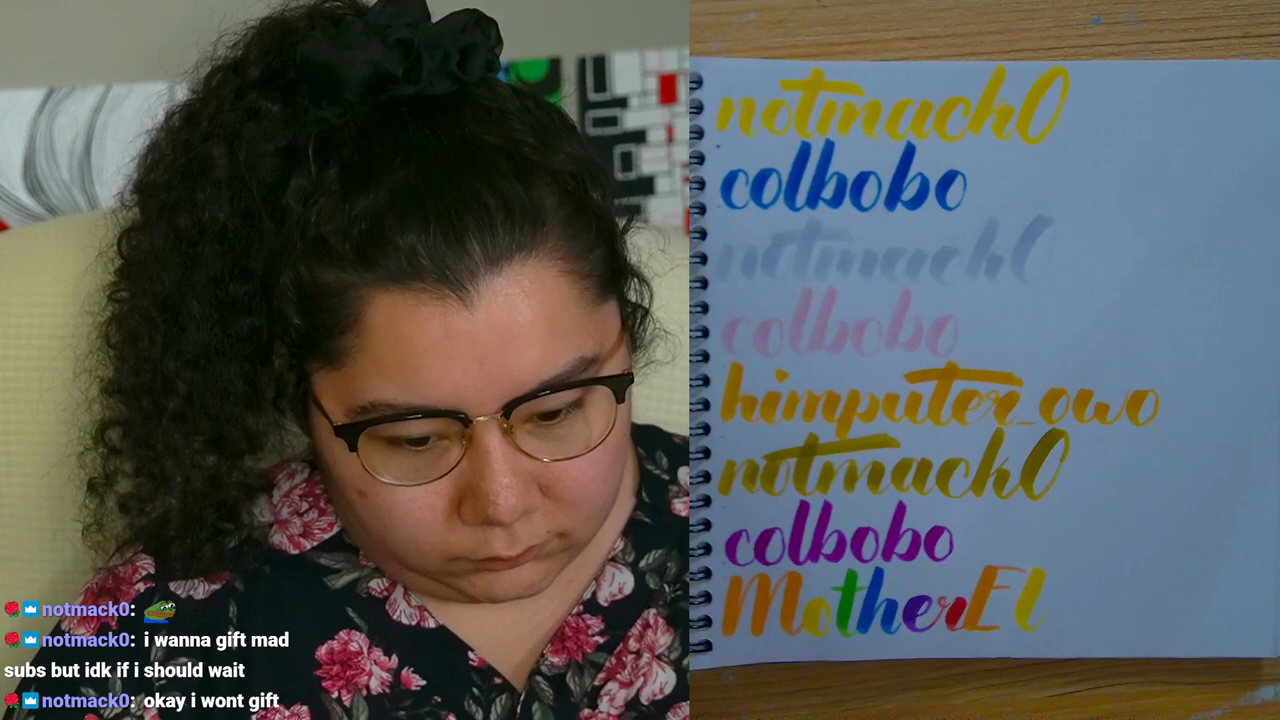 notmack0
colbobo
notmack0
colbobo
himputer_owo
notmack0
colbobo
MotherEl
notmack0:
notmack0: i wanna gift mad
subs but idk if i should wait
notmack0: okay i wont gift